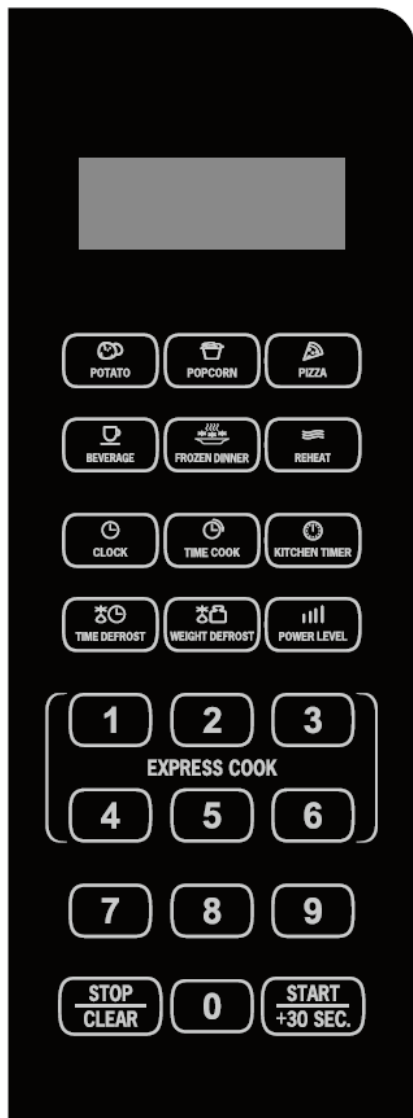 POTATO
POPCORN
PIZZA
BEVERAGE
FROZEN DINNER
REHEAT
CLOCK
TIME COOK
KITCHEN TIMER
TIME DEFROST
WEIGHT DEFROST
POWER LEVEL
1
2
3
EXPRESS COOK
4
5
6
7
8
9
STOP
CLEAR
0
START
+30 SEC.